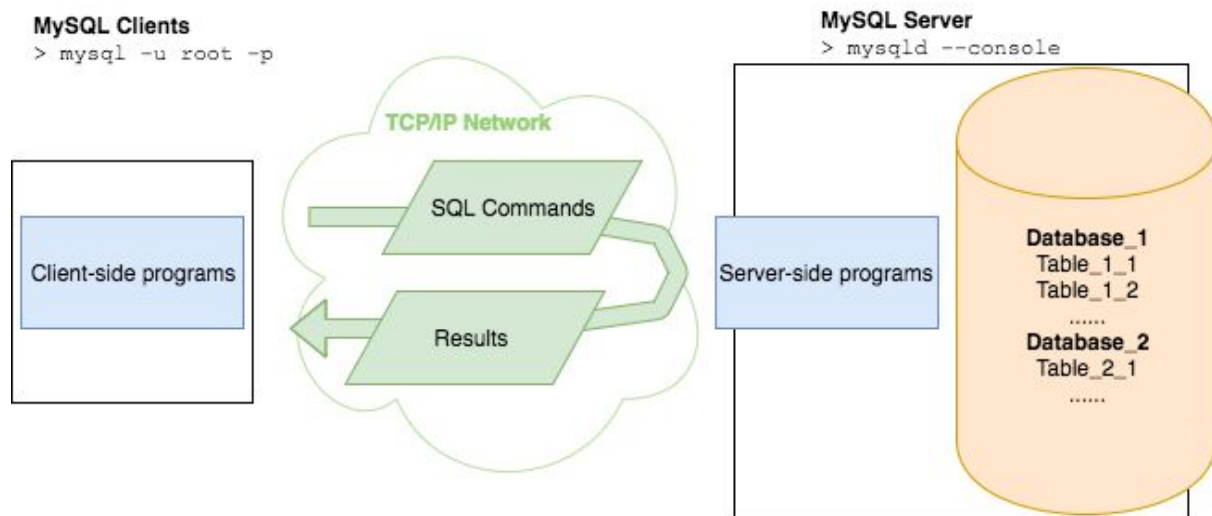 MySQL Clients
> mysql -u root -p
MySQL Server
> mysqld --console
TCP/IP Network
SQL Commands
Results
Client-side programs
Server-side programs
Database_1
Table_1_1
Table_1_2
......
Database_2
Table_2_1
......